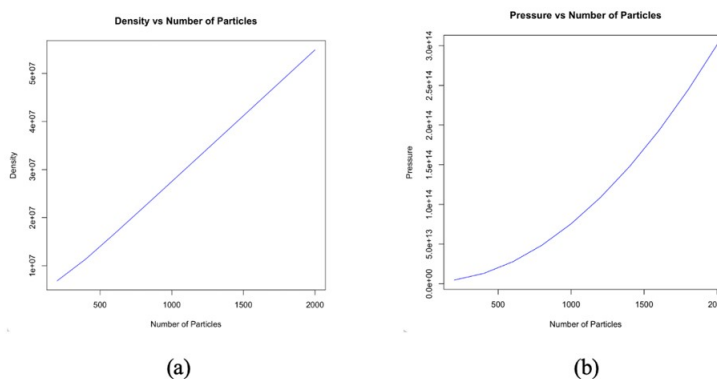 Density vs Number of Particles
Density
5e+07
4e+07
3e+07
2e+07
1e+07
500
1000
1500
2000
Number of Particles
(a)
Pressure vs Number of Particles
Pressure
3.0e+14
2.5e+14
2.0e+14
1.5e+14
1.0e+14
5.0e+13
0.0e+00
500
1000
1500
2000
Number of Particles
(b)